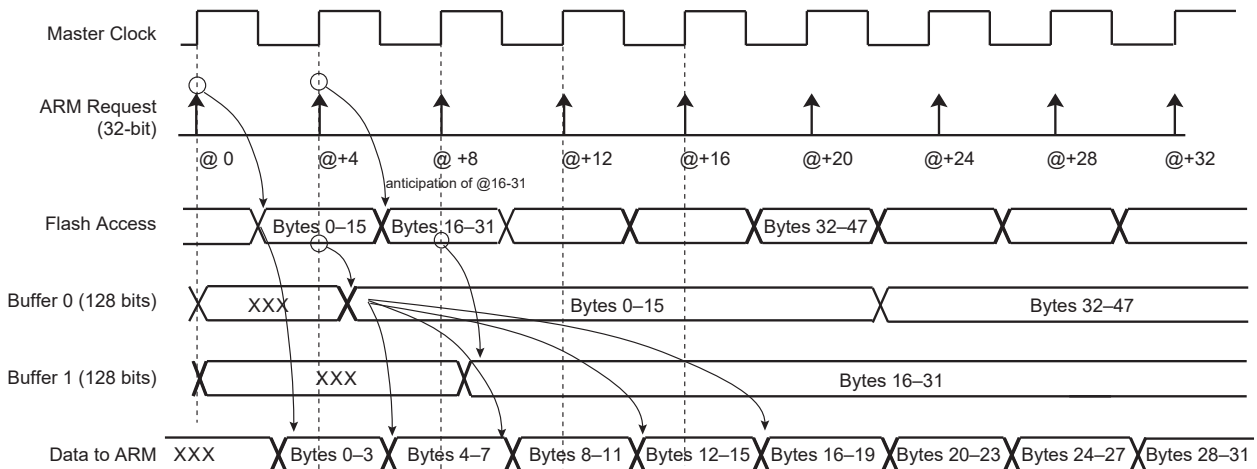 Master Clock
ARM Request
(32-bit)
@ 0 @+4 @ +8 @+12 @+16 @+20 @+24 @+28 @+32
anticipation of @16-31
Flash Access Bytes 0–15 Bytes 16–31 Bytes 32–47
Buffer 0 (128 bits) XXX Bytes 0–15 Bytes 32–47
Buffer 1 (128 bits) XXX Bytes 16–31
Data to ARM XXX Bytes 0–3 Bytes 4–7 Bytes 8–11 Bytes 12–15 Bytes 16–19 Bytes 20–23 Bytes 24–27 Bytes 28–31